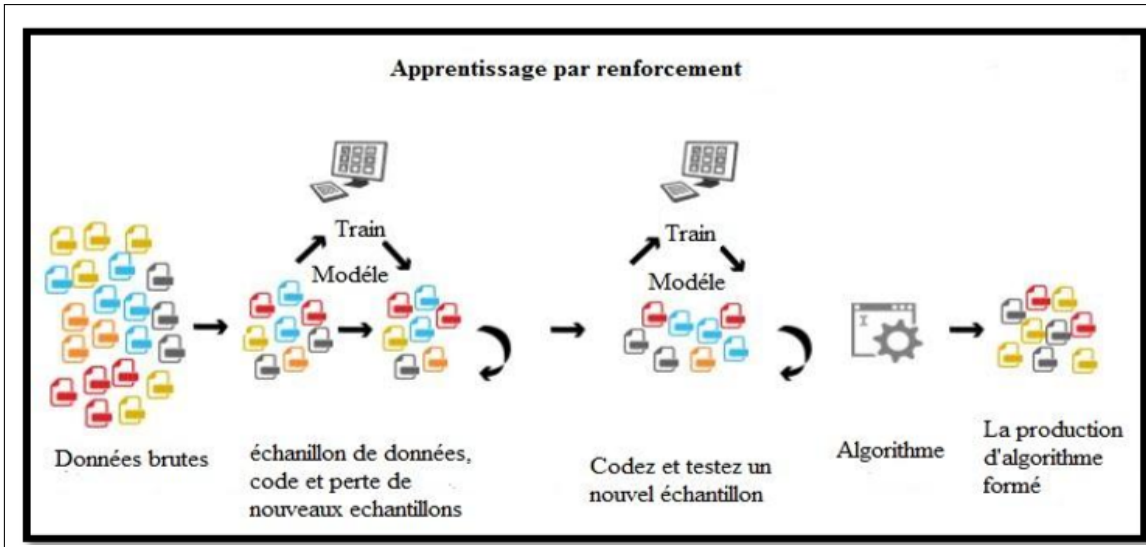 Apprentissage par renforcement
Train
Modéle
Train
Modéle
Données brutes
échanillon de données,
code et perte de
nouveaux echantillons
Codez et testez un
nouvel échantillon
Algorithme
La production
d'algorithme
formé